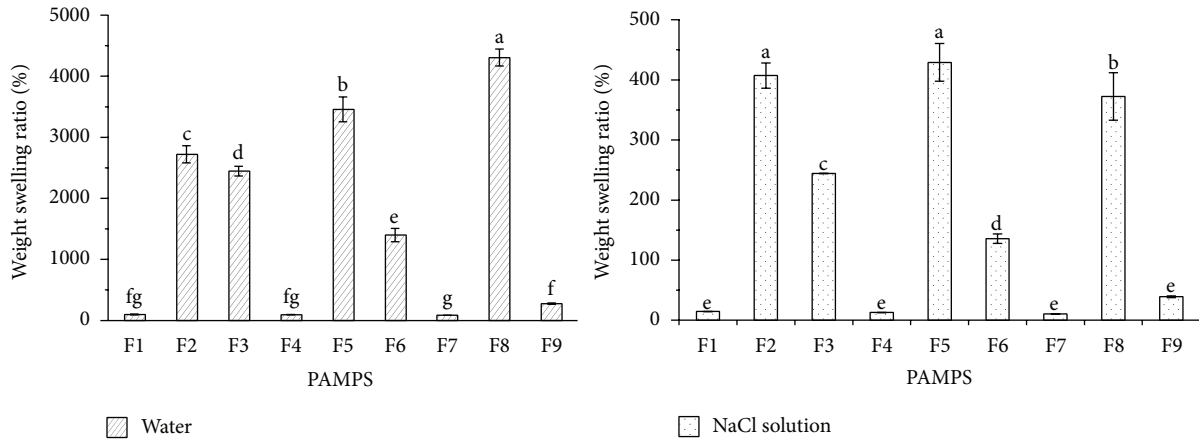 Weight swelling ratio (%)
5000
4000
3000
2000
1000
0
fg
c
d
fg
b
e
g
a
f
F1 F2 F3 F4 F5 F6 F7 F8 F9
PAMPS
Water
Weight swelling ratio (%)
500
400
300
200
100
0
e
a
c
e
a
d
e
b
e
F1 F2 F3 F4 F5 F6 F7 F8 F9
PAMPS
NaCl solution